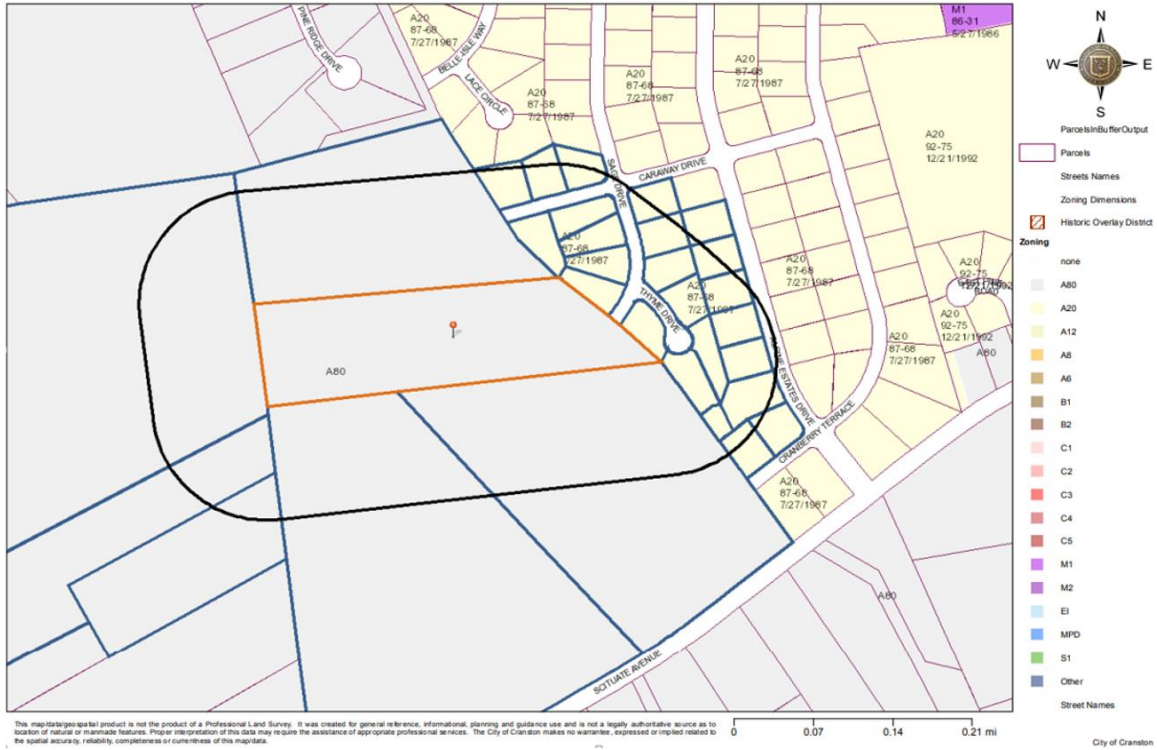 PINE RIDGE DRIVE
A20
87-68
7/27/1987
BELLE ISLE WAY
LACE CIRCLE
A20
87-68
7/27/1987
A20
87-68
7/27/1987
A20
87-68
7/27/1987
M1
86-31
5/27/1986
A20
92-75
12/21/1992
SAGE DRIVE
CARAWAY DRIVE
A20
87-68
7/27/1987
A20
87-68
7/27/1987
THYME DRIVE
A20
87-68
7/27/1987
A20
92-75
12/21/1992
ROAD
A20
92-75
12/21/1992
A20
87-68
7/27/1987
A80
A80
ESTATES DRIVE
CRANBERRY TERRACE
A20
87-68
7/27/1987
A80
SCITUATE AVENUE
N
W
E
S
ParcelsInBufferOutput
Parcels
Streets Names
Zoning Dimensions
Historic Overlay District
Zoning
none
A80
A20
A12
A8
A6
B1
B2
C1
C2
C3
C4
C5
M1
M2
EI
MPD
S1
Other
Street Names
This map/data/geospatial product is not the product of a Professional Land Survey. It was created for general reference, informational, planning and guidance use and is not a legally authoritative source as to
location of natural or manmade features. Proper interpretation of this data may require the assistance of appropriate professional services. The City of Cranston makes no warrantee, expressed or implied related to
the spatial accuracy, reliability, completeness or currentness of this map/data.
0
0.07
0.14
0.21 mi
City of Cranston